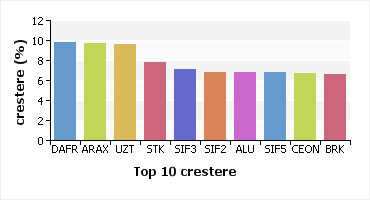 crestere (%)
12
10
8
6
4
2
0
DAFR ARAX UZT STK SIF3 SIF2 ALU SIF5 CEON BRK
Top 10 crestere